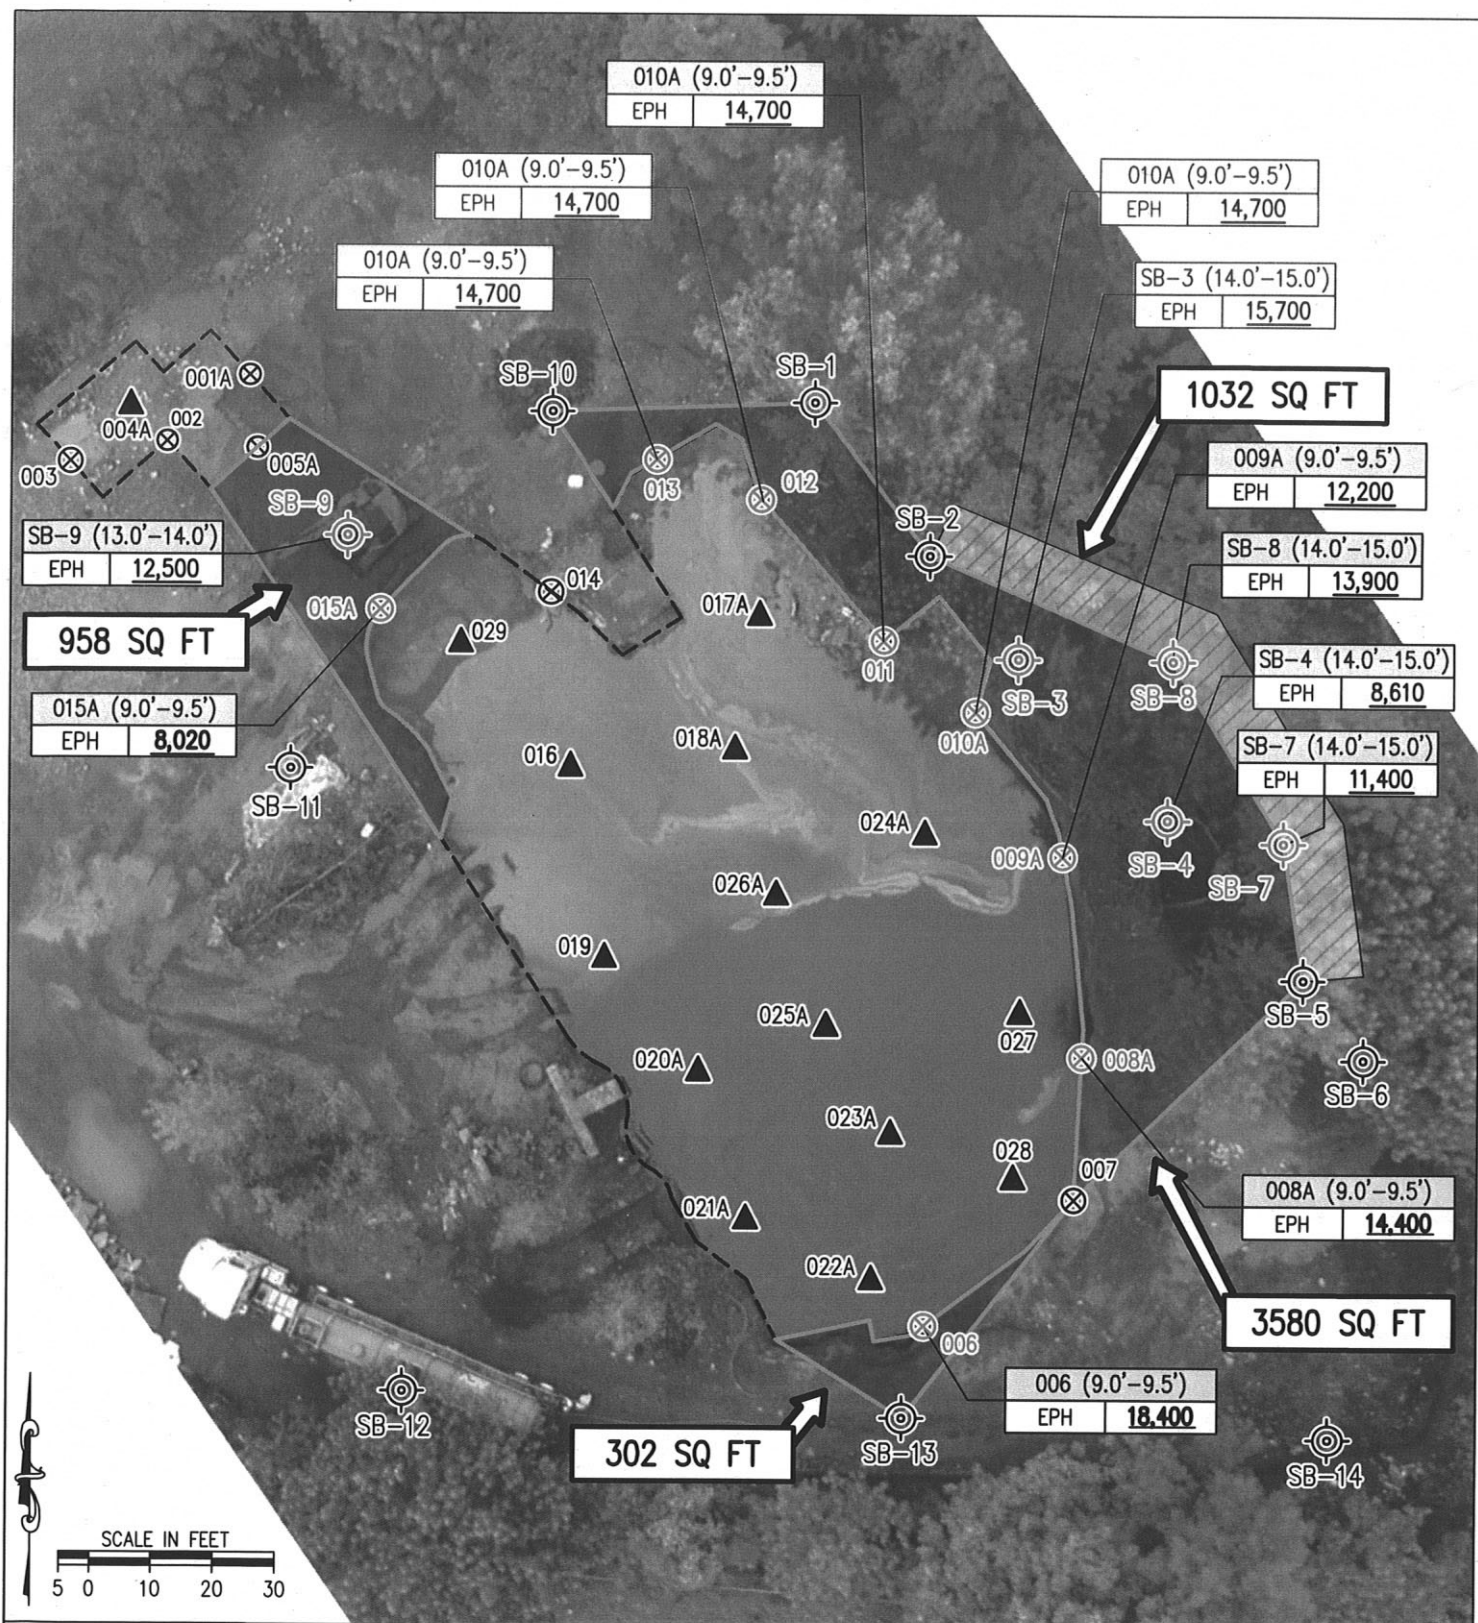 010A (9.0'-9.5')
EPH 14,700
010A (9.0'-9.5')
EPH 14,700
010A (9.0'-9.5')
EPH 14,700
010A (9.0'-9.5')
EPH 14,700
SB-3 (14.0'-15.0')
EPH 15,700
SB-10
SB-1
1032 SQ FT
001A
004A
002
003
005A
013
012
009A (9.0'-9.5')
EPH 12,200
SB-9
SB-2
SB-9 (13.0'-14.0')
EPH 12,500
SB-8 (14.0'-15.0')
EPH 13,900
014
015A
017A
029
958 SQ FT
011
SB-3
SB-8
SB-4 (14.0'-15.0')
EPH 8,610
015A (9.0'-9.5')
EPH 8,020
010A
SB-7 (14.0'-15.0')
EPH 11,400
018A
016
SB-11
024A
009A
SB-4
SB-7
026A
019
SB-5
025A
027
020A
008A
SB-6
023A
028
007
008A (9.0'-9.5')
EPH 14,400
021A
022A
3580 SQ FT
006
006 (9.0'-9.5')
EPH 18,400
SB-12
302 SQ FT
SB-13
SB-14
SCALE IN FEET
5 0 10 20 30